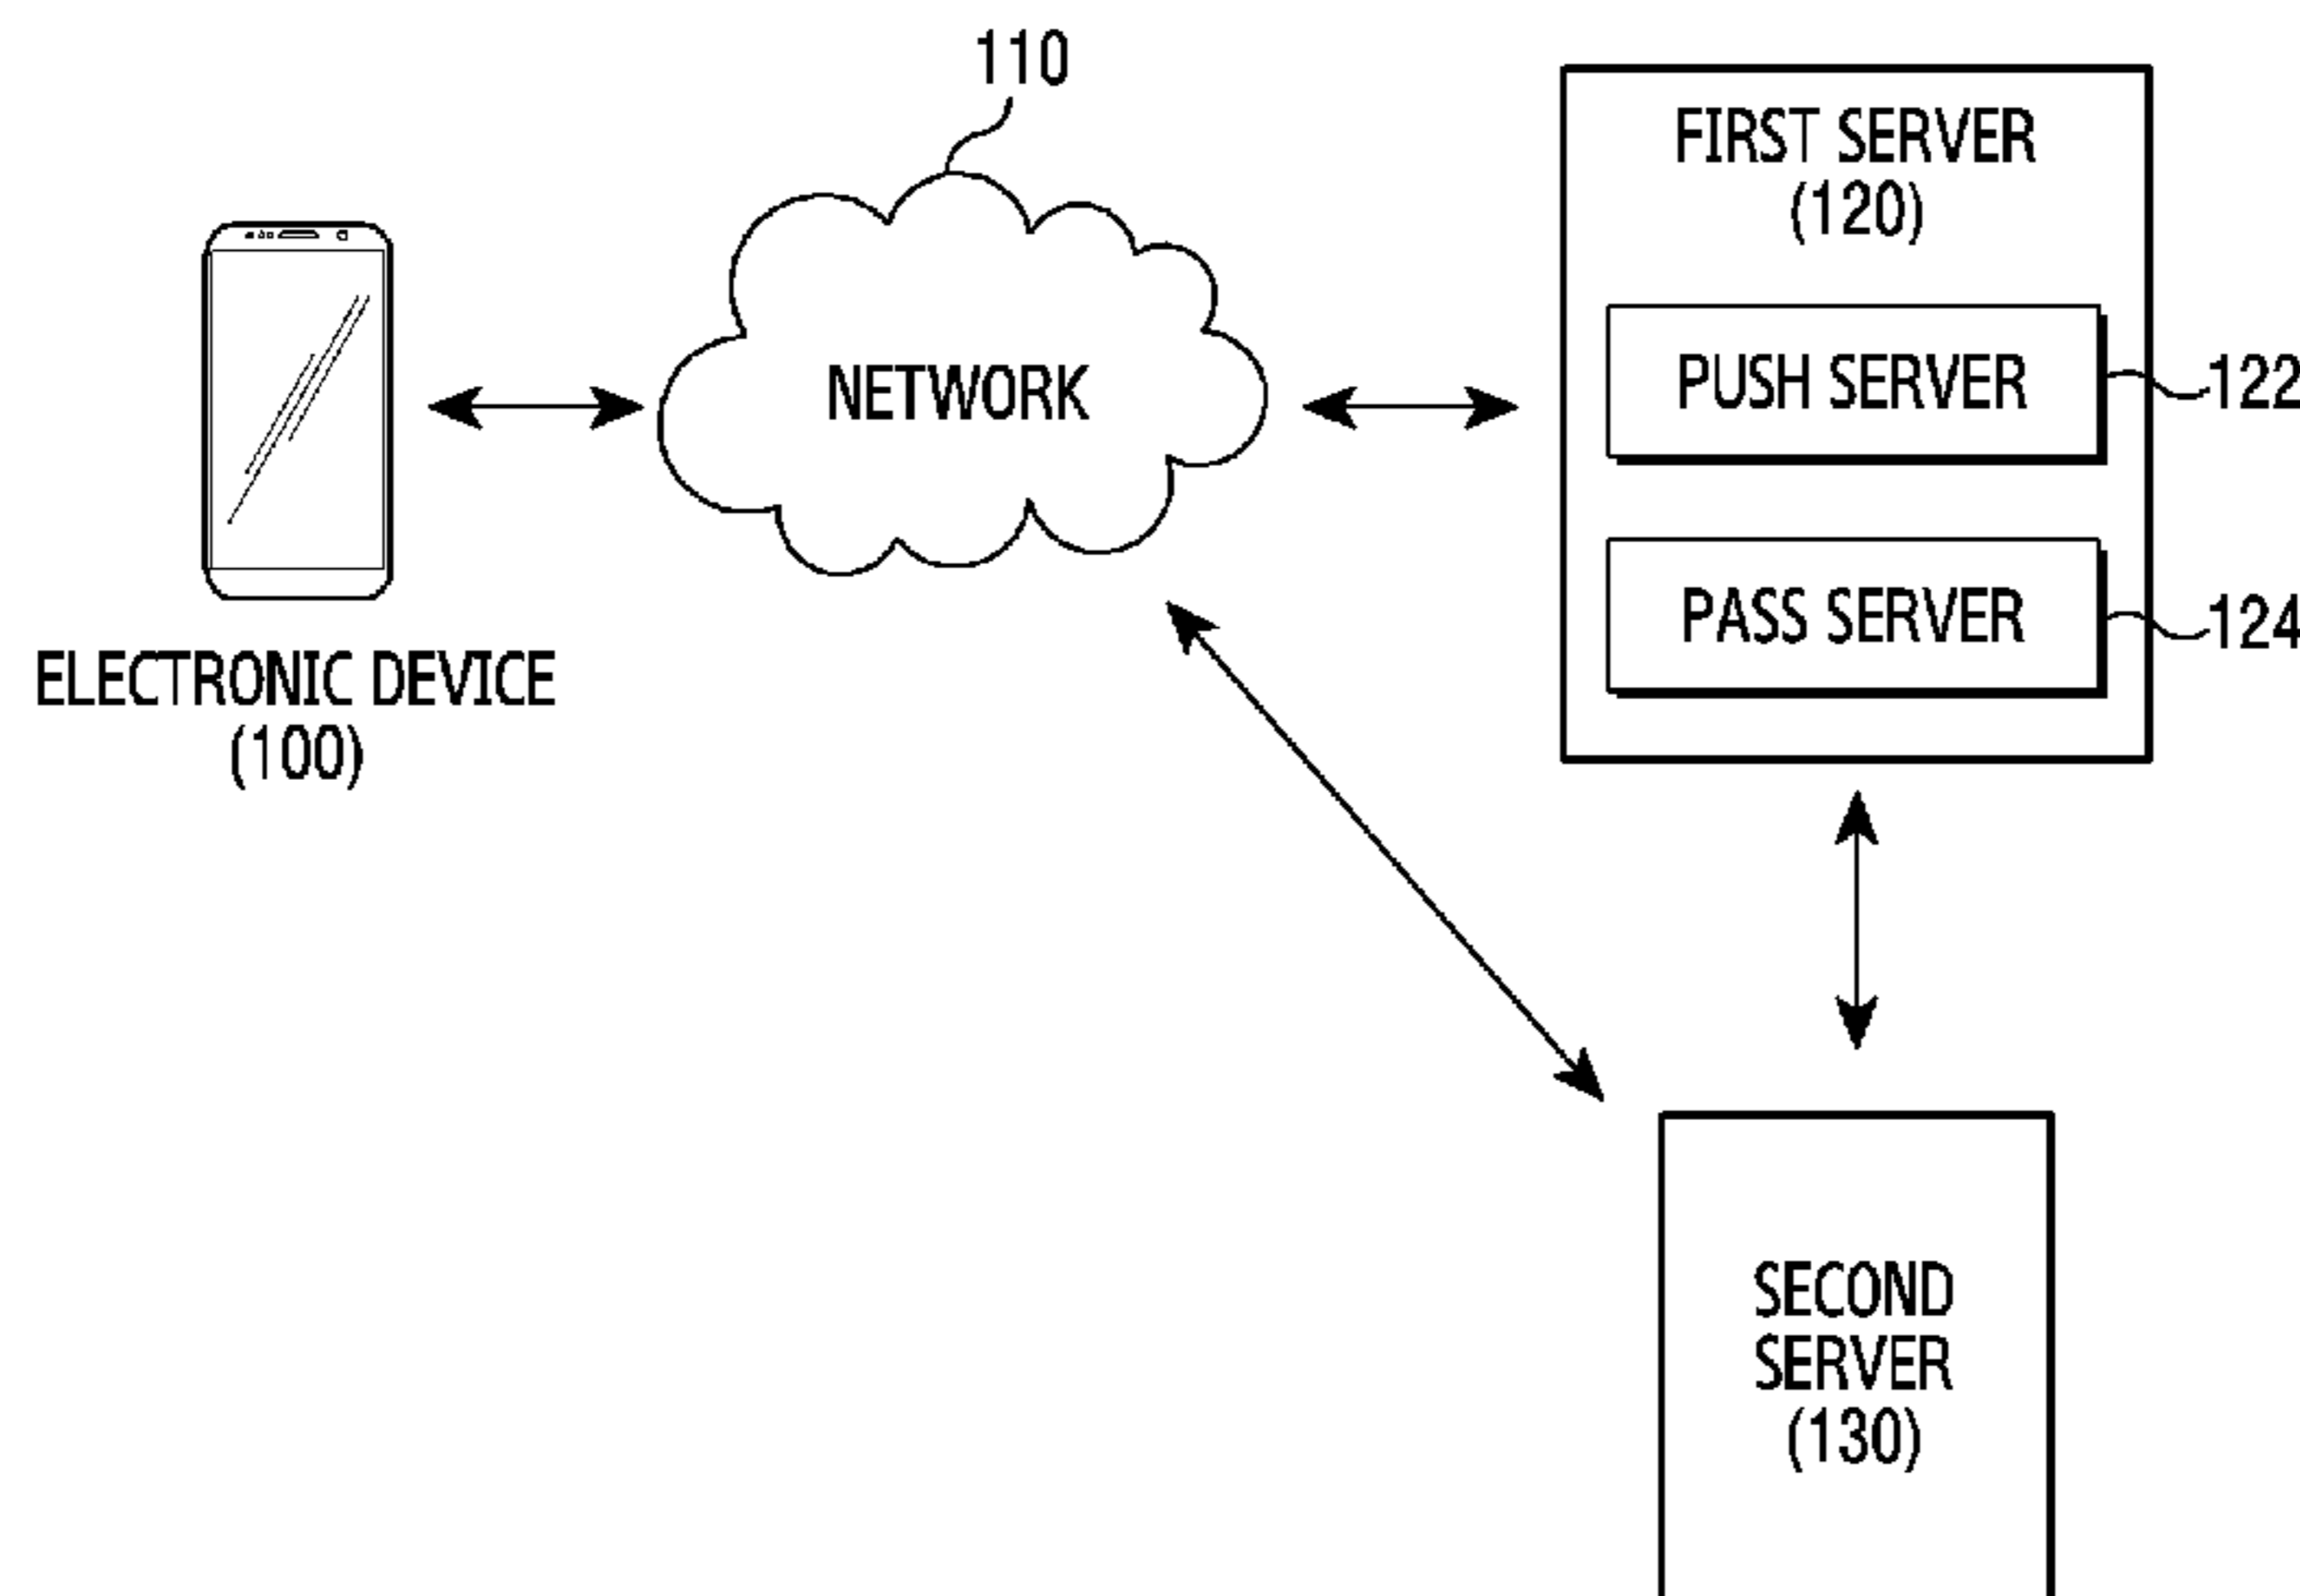 110
FIRST SERVER
(120)
NETWORK
PUSH SERVER
122
PASS SERVER
124
ELECTRONIC DEVICE
(100)
SECOND
SERVER
(130)